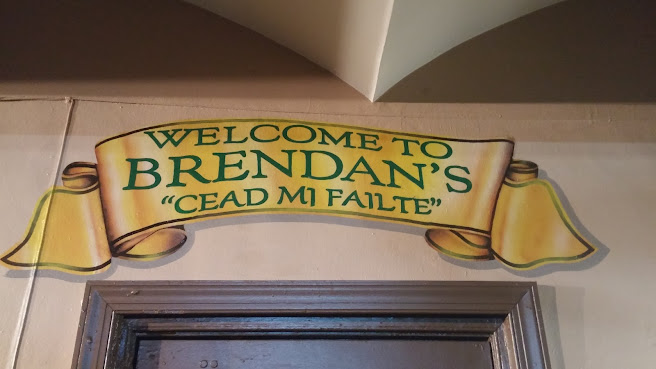 WELCOME TO
BRENDAN'S
"CEAD MI FAILTE"